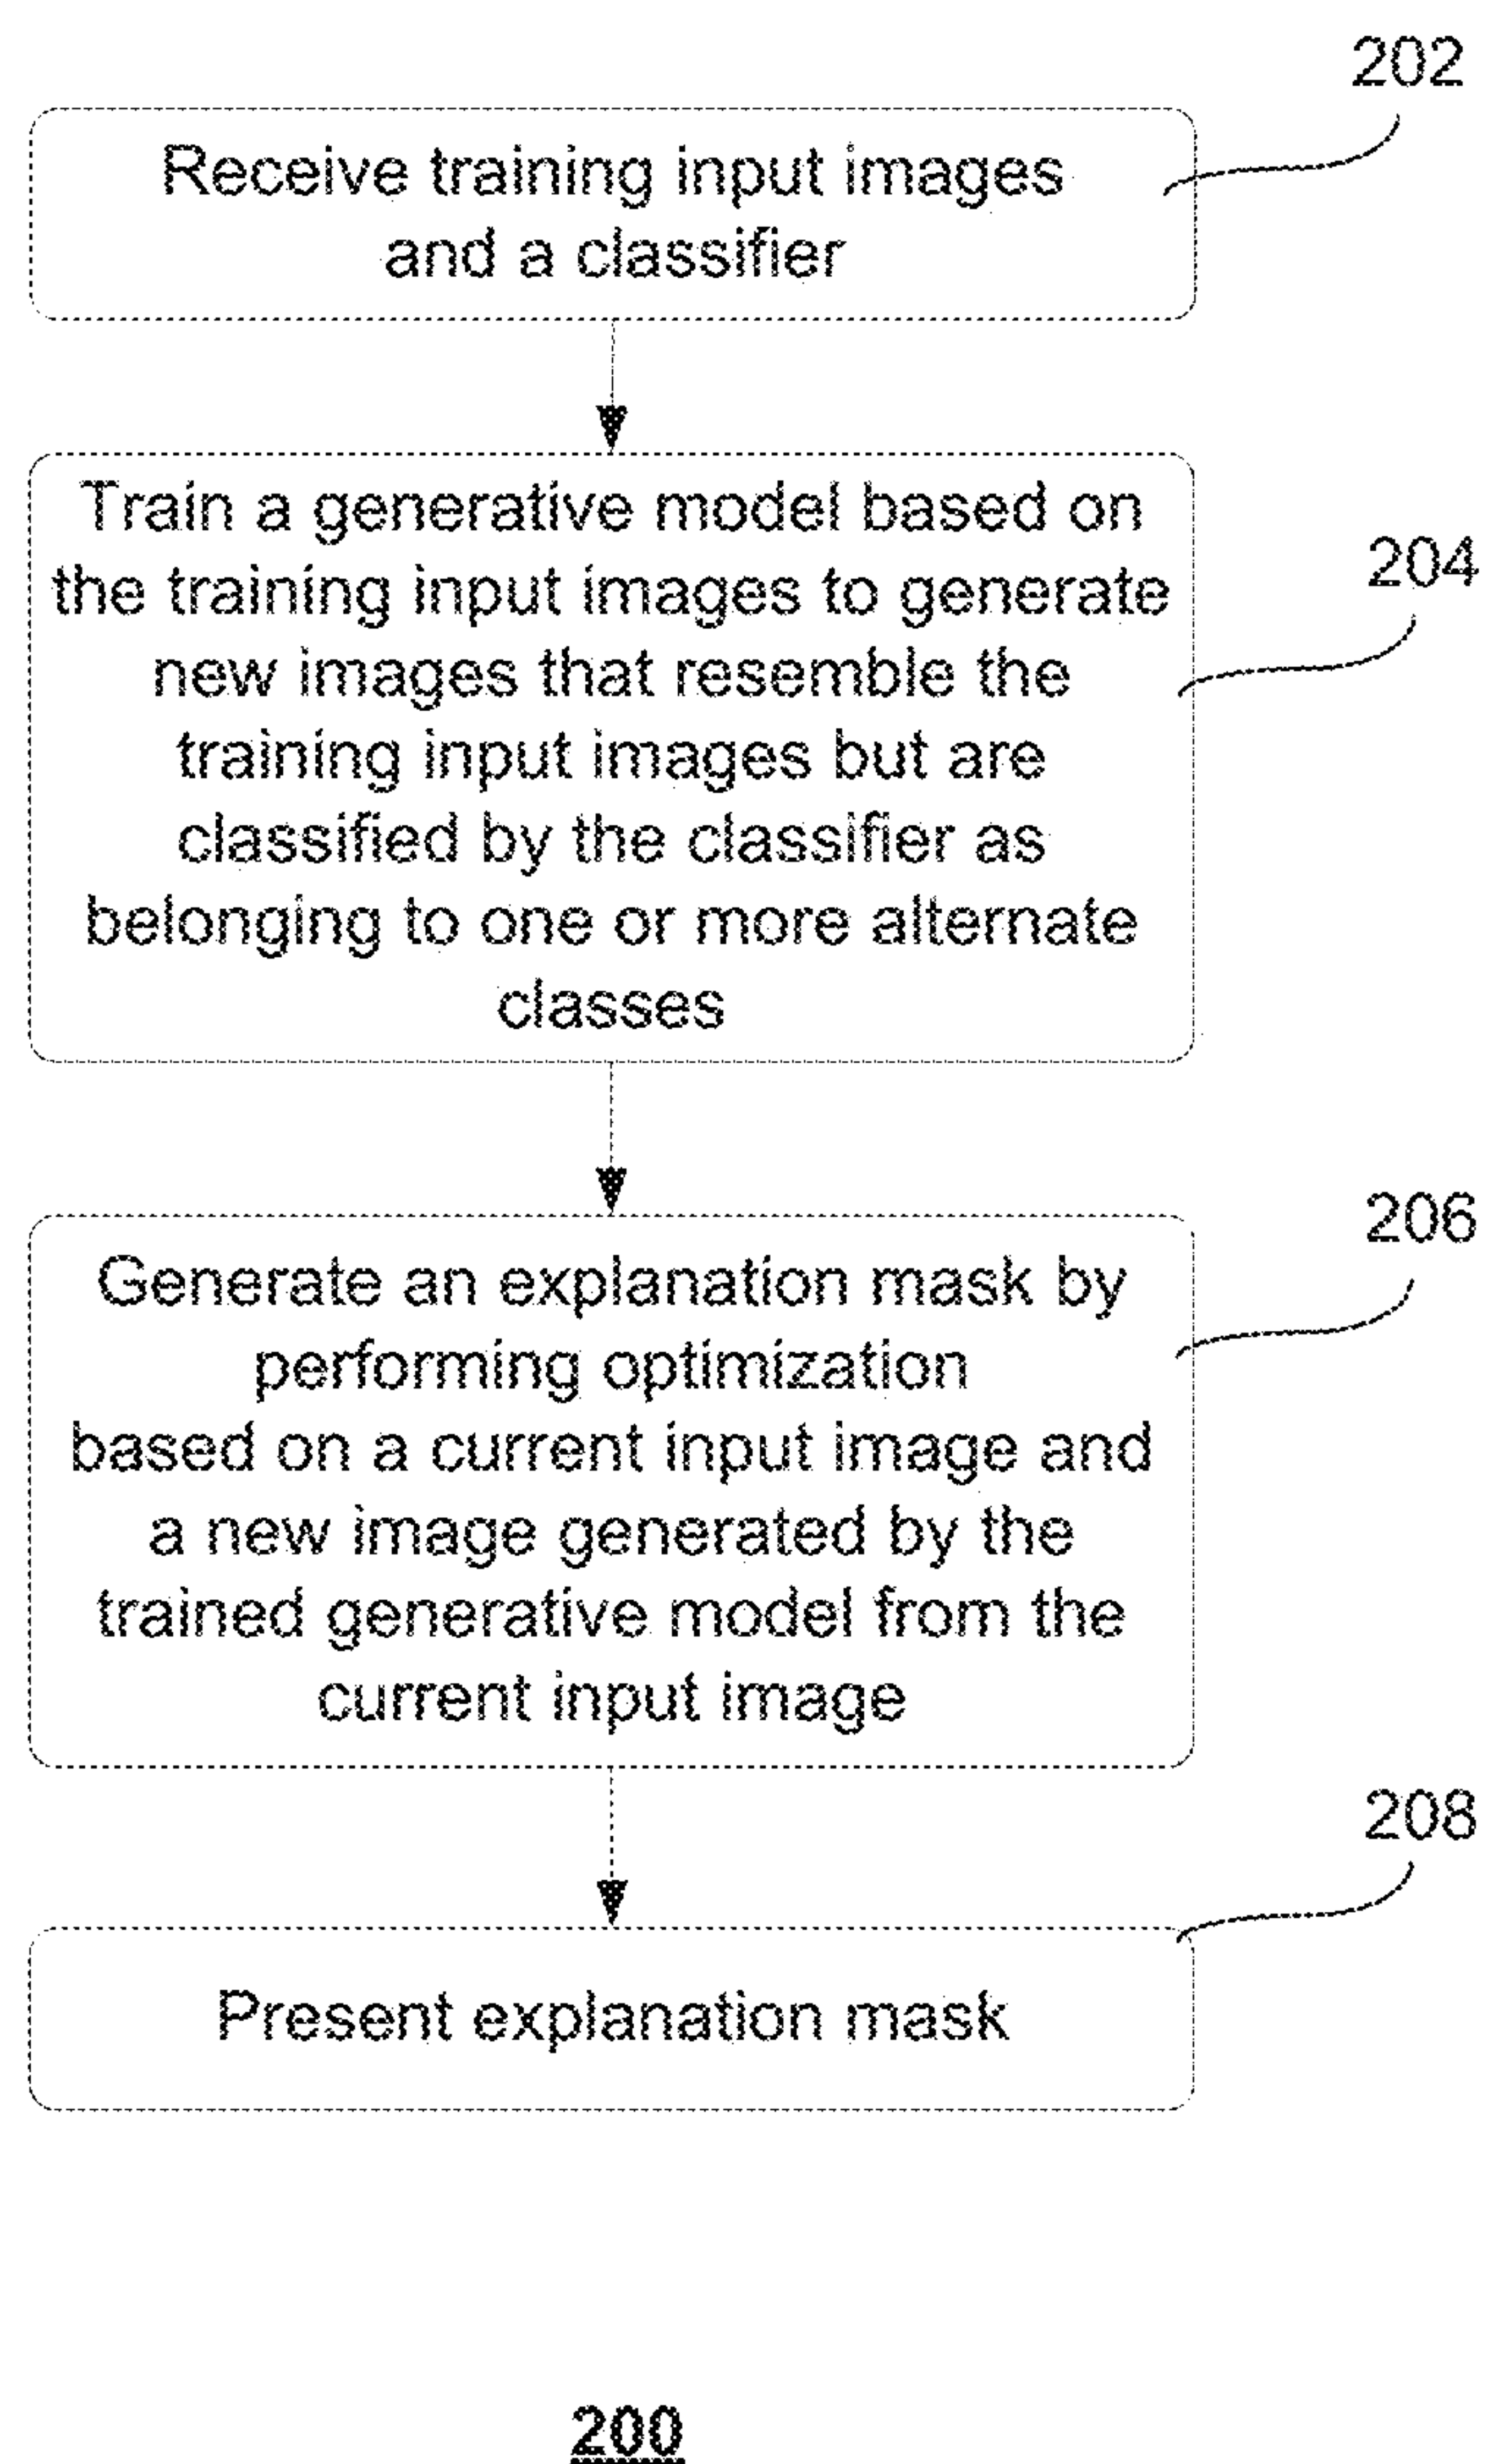 202
Receive training input images
and a classifier
Train a generative model based on
the training input images to generate
new images that resemble the
training input images but are
classified by the classifier as
belonging to one or more alternate
classes
204
Generate an explanation mask by
performing optimization
based on a current input image and
a new image generated by the
trained generative model from the
current input image
206
208
Present explanation mask
200